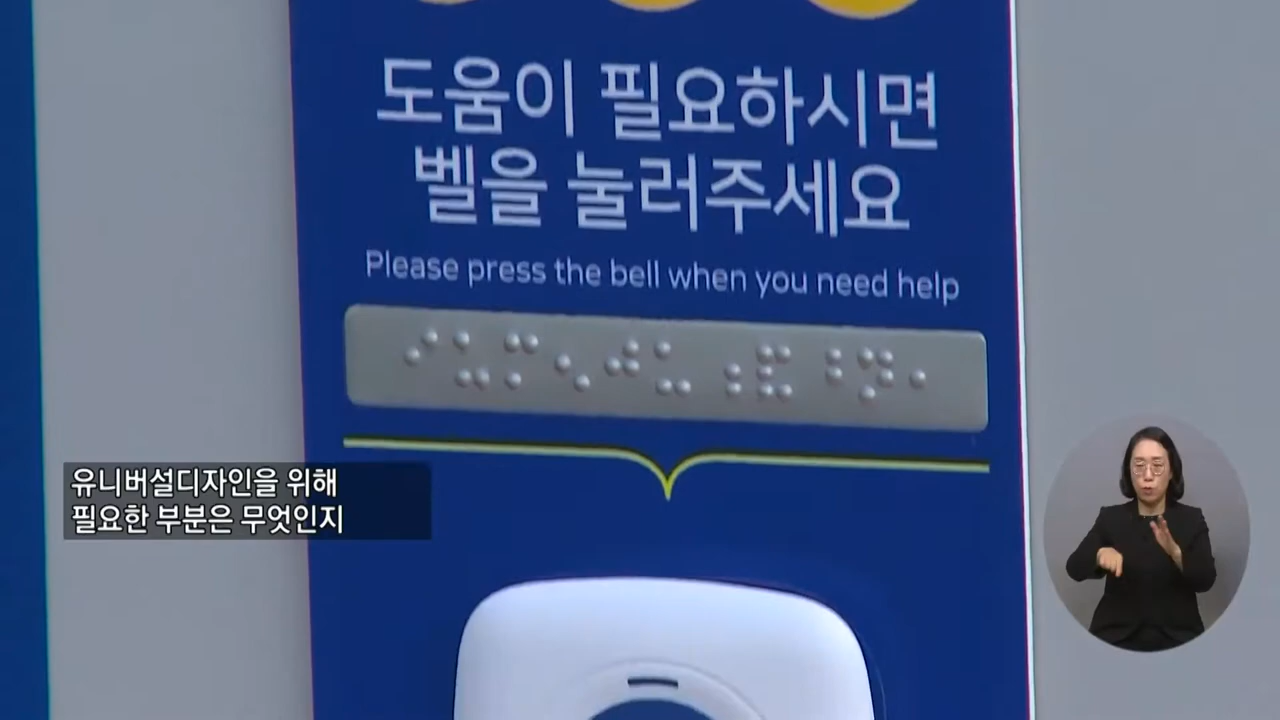 도움이 필요하시면
벨을 눌러주세요
Please press the bell when you need help
유니버설디자인을 위해
필요한 부분은 무엇인지